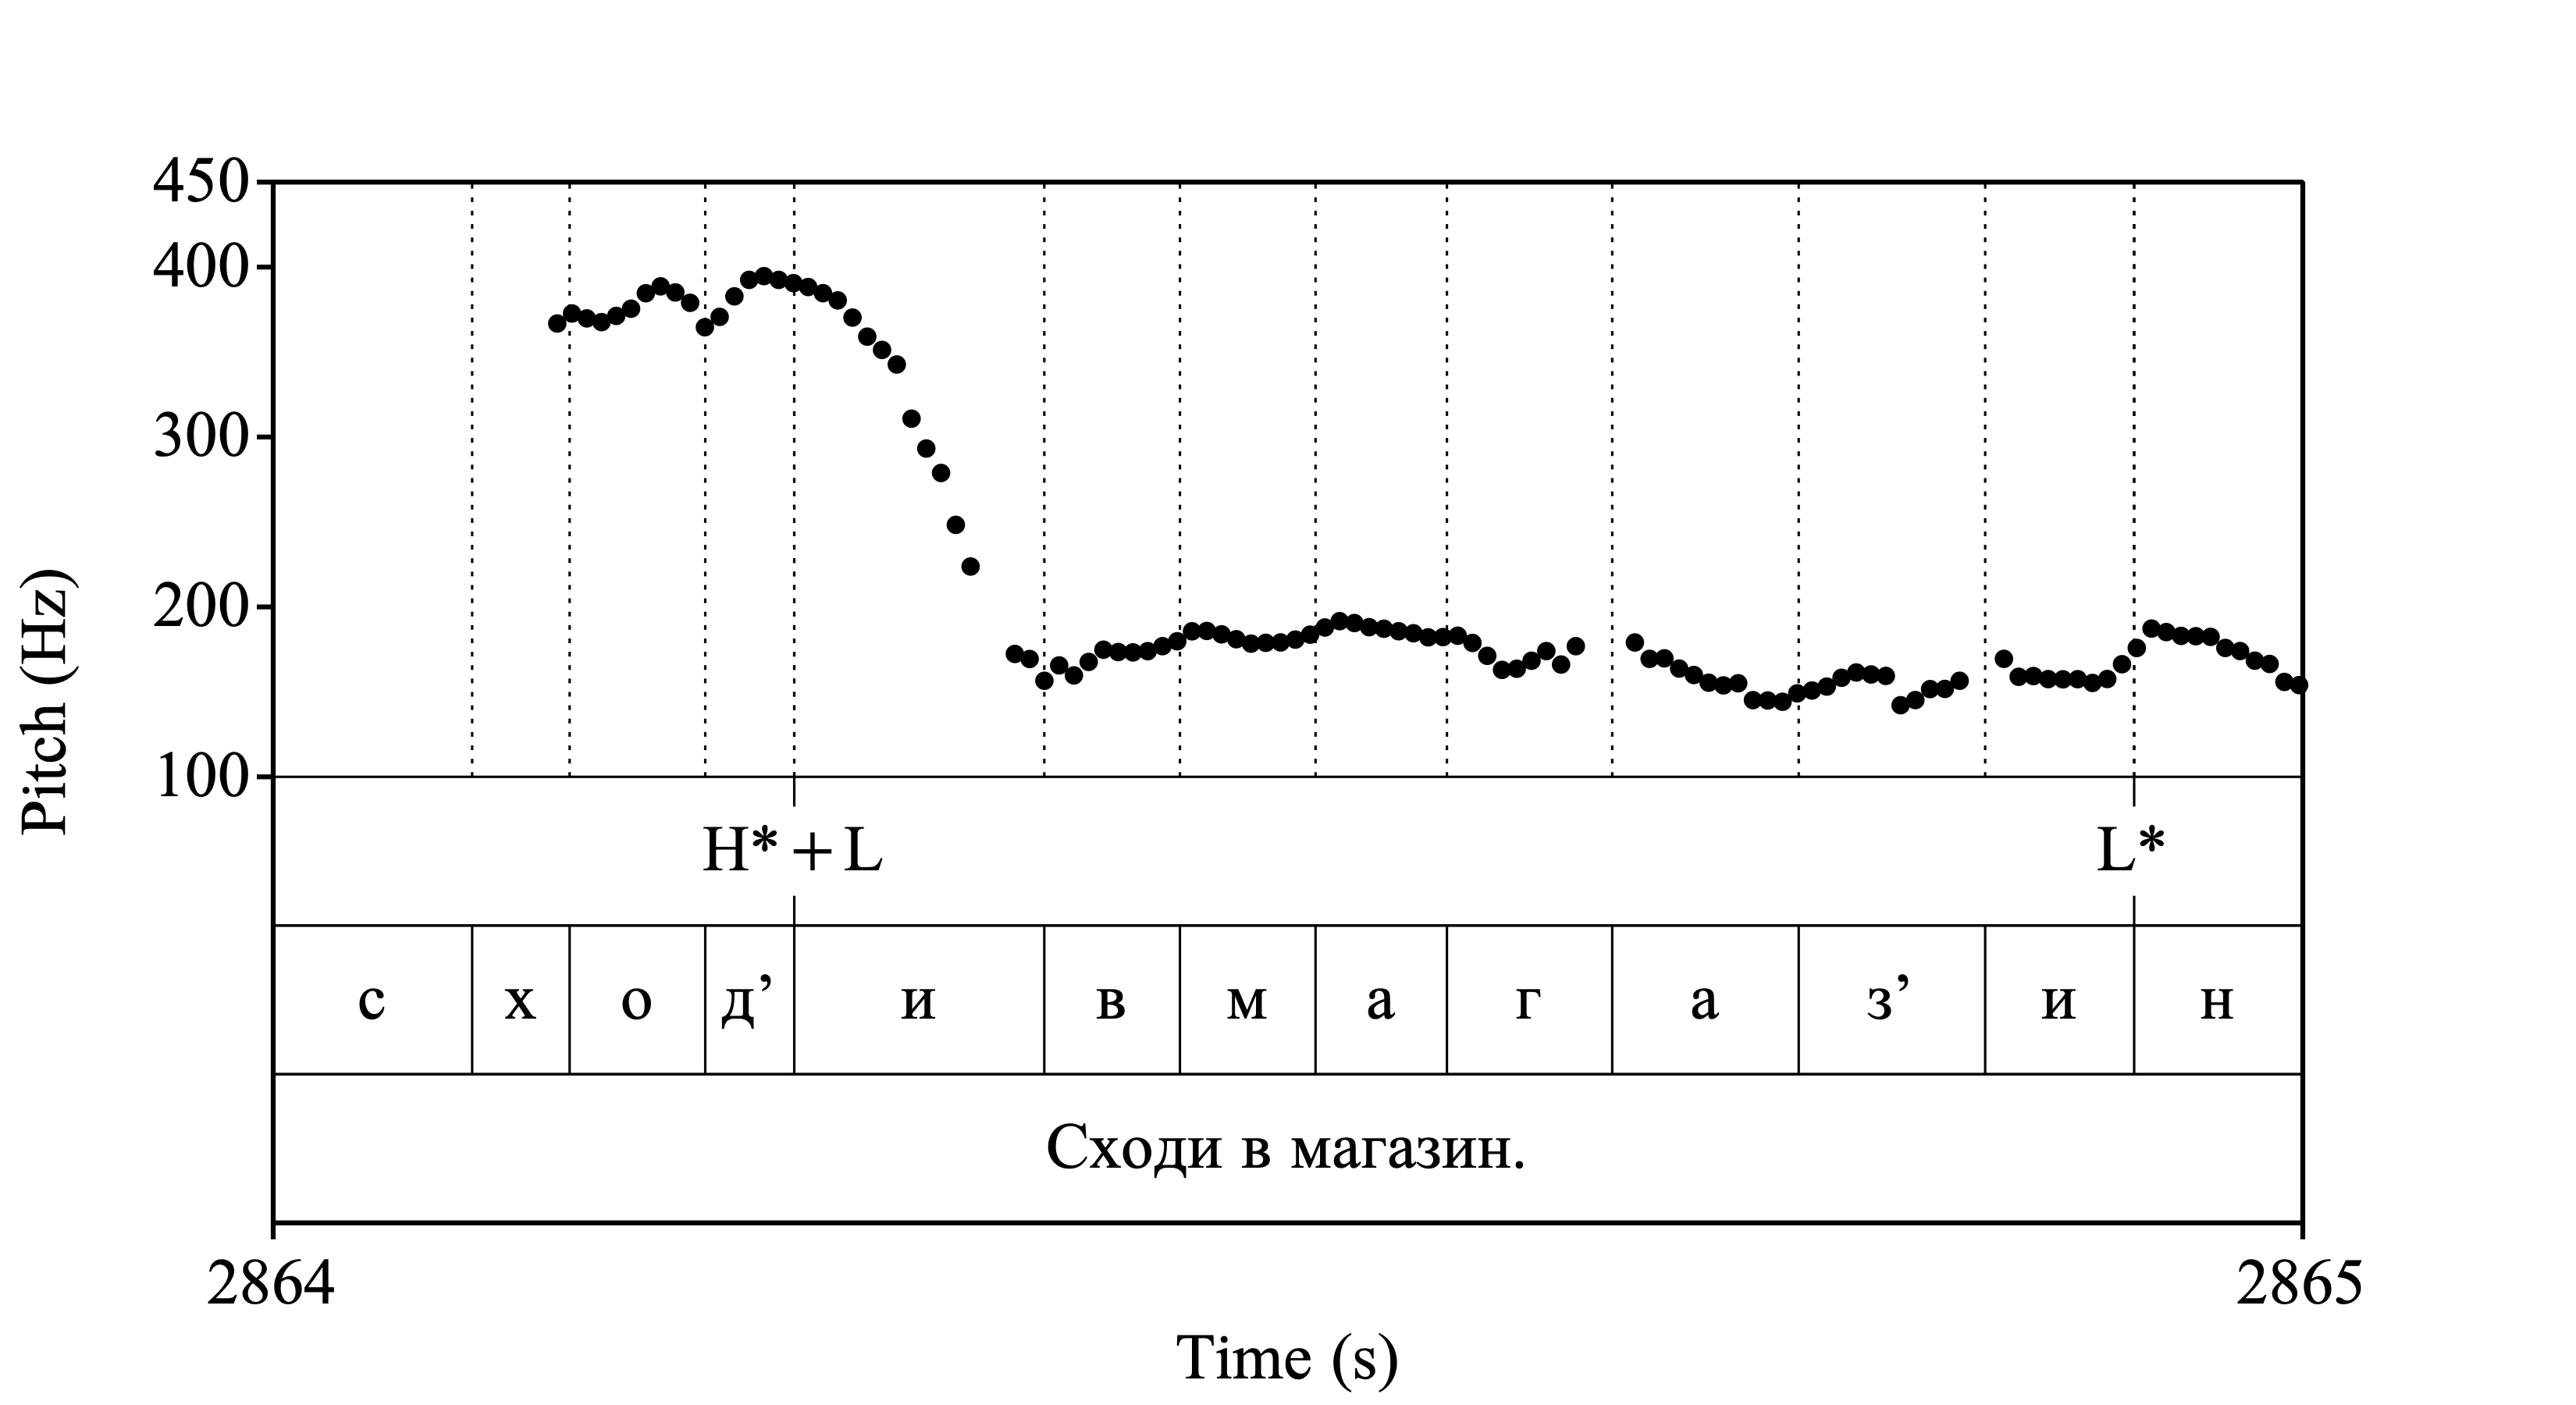 450
400
300
200
100
Pitch (Hz)
H* + L L*
с х о д’ и в м а г а з’ и н
Сходи в магазин.
2864 2865
Time (s)